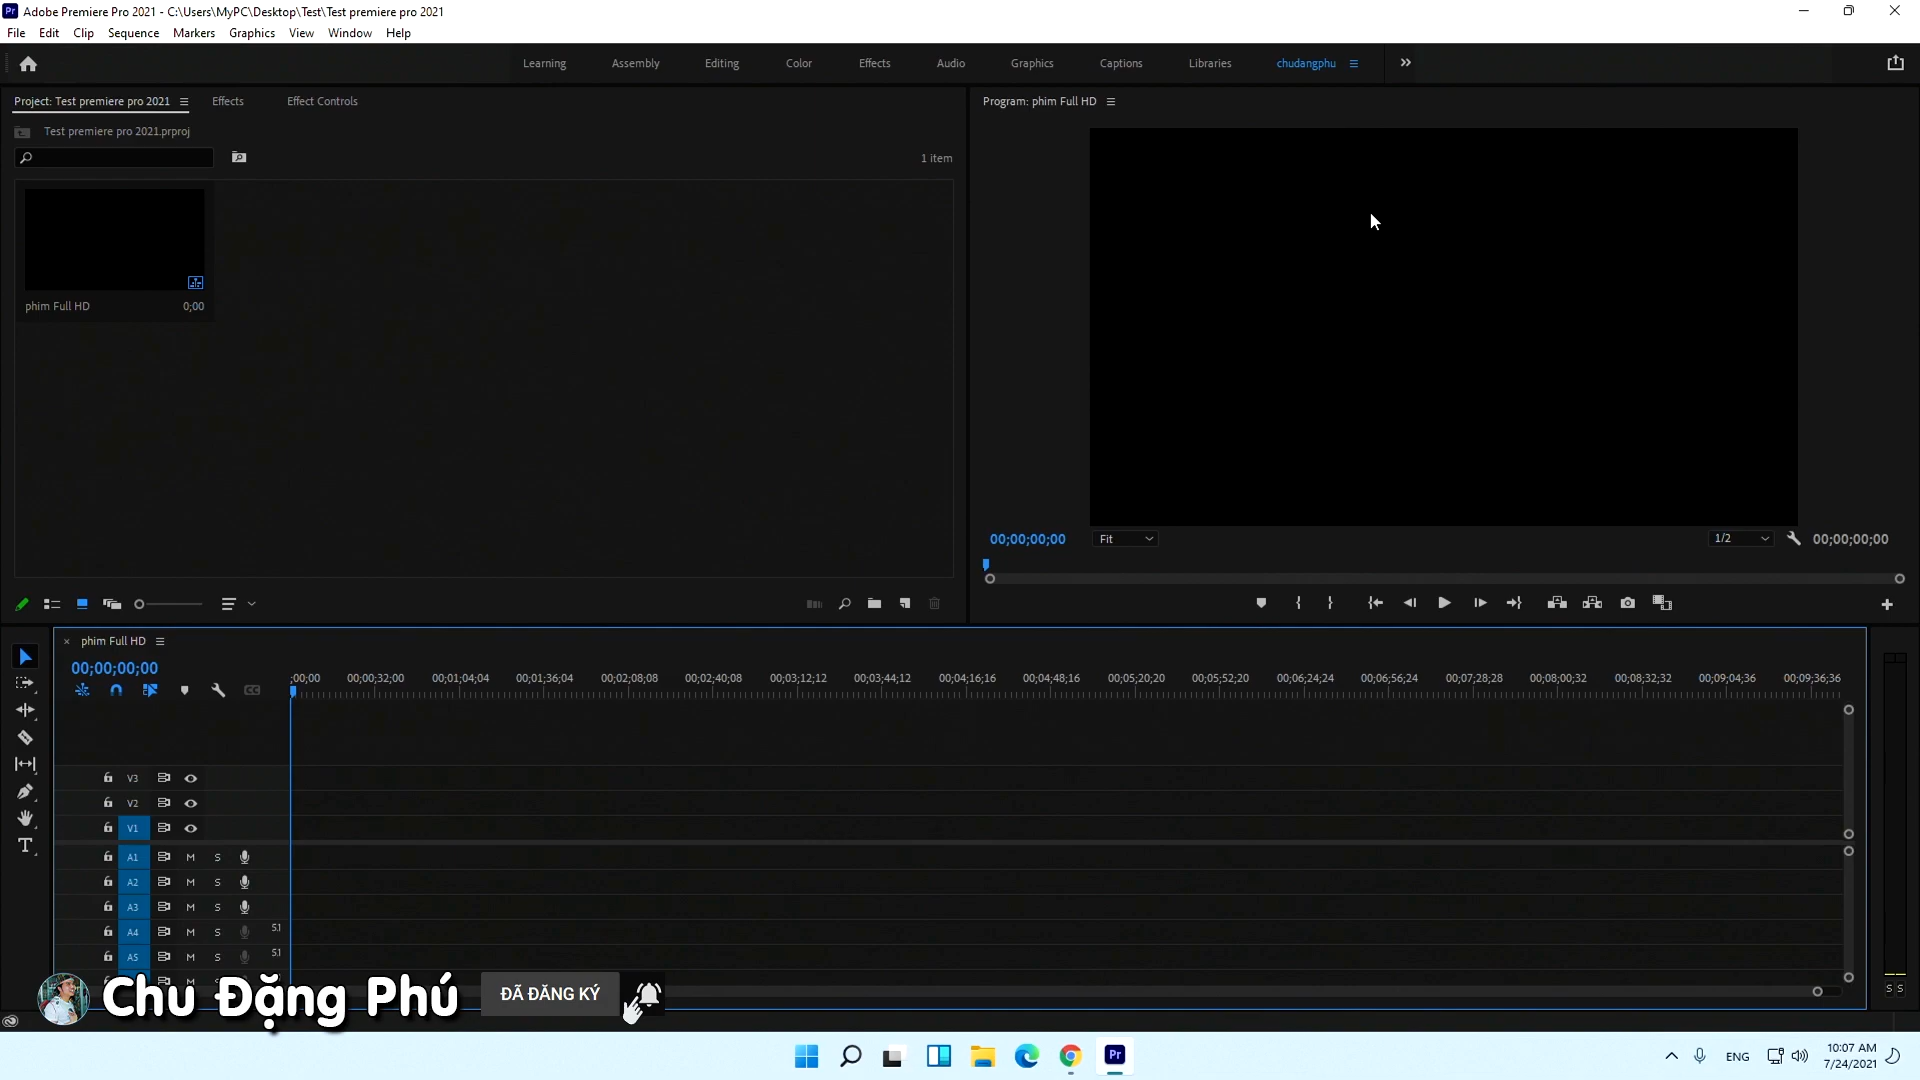 Pr Adobe Premiere Pro 2021 - C:\Users\MyPC\Desktop\Test\Test premiere pro 2021
File Edit Clip Sequence Markers Graphics View Window Help
Learning Assembly Editing Color Effects Audio Graphics Captions Libraries chudangphu
Project: Test premiere pro 2021 Effects Effect Controls
Program: phim Full HD
Test premiere pro 2021.prproj
1 item
phim Full HD 0;00
00;00;00;00 Fit 1/2 00;00;00;00
× phim Full HD
00;00;00;00
;00;00 00;00;32;00 00;01;04;04 00;01;36;04 00;02;08;08 00;02;40;08 00;03;12;12 00;03;44;12 00;04;16;16 00;04;48;16 00;05;20;20 00;05;52;20 00;06;24;24 00;06;56;24 00;07;28;28 00;08;00;32 00;08;32;32 00;09;04;36 00;09;36;36
V3
V2
V1
A1 M S
A2 M S
A3 M S
A4 M S 5.1
A5 M S 5.1
Chu Đặng Phú ĐÃ ĐĂNG KÝ
S S
Pr
ENG
10:07 AM
7/24/2021